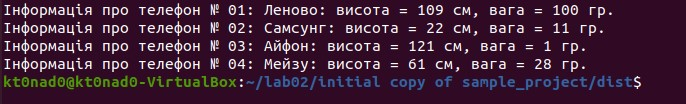 Інформація про телефон № 01: Леново: висота = 109 см, вага = 100 гр.
Інформація про телефон № 02: Самсунг: висота = 22 см, вага = 11 гр.
Інформація про телефон № 03: Айфон: висота = 121 см, вага = 1 гр.
Інформація про телефон № 04: Мейзу: висота = 61 см, вага = 28 гр.
kt0nad0@kt0nad0-VirtualBox:~/lab02/initial copy of sample_project/dist$